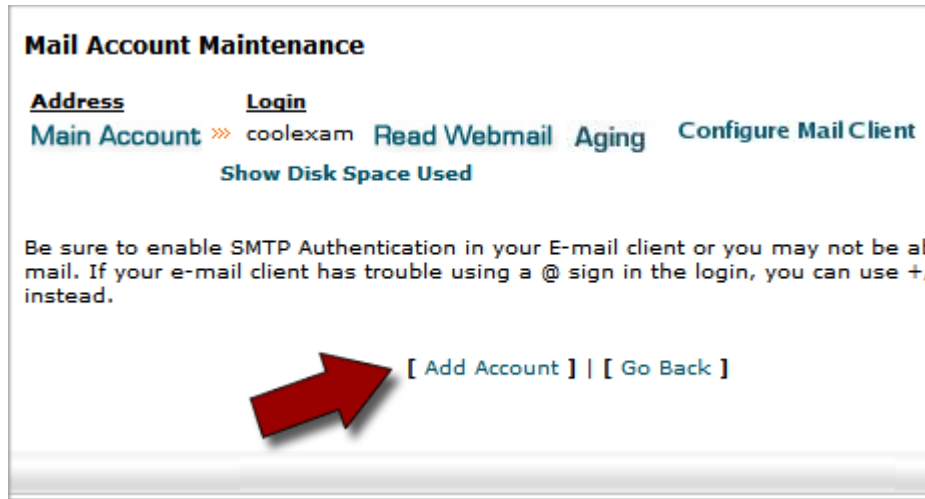 Mail Account Maintenance
Address Login
Main Account »» coolexam Read Webmail Aging Configure Mail Client
Show Disk Space Used
Be sure to enable SMTP Authentication in your E-mail client or you may not be
mail. If your e-mail client has trouble using a @ sign in the login, you can use +
instead.
[ Add Account ] | [ Go Back ]